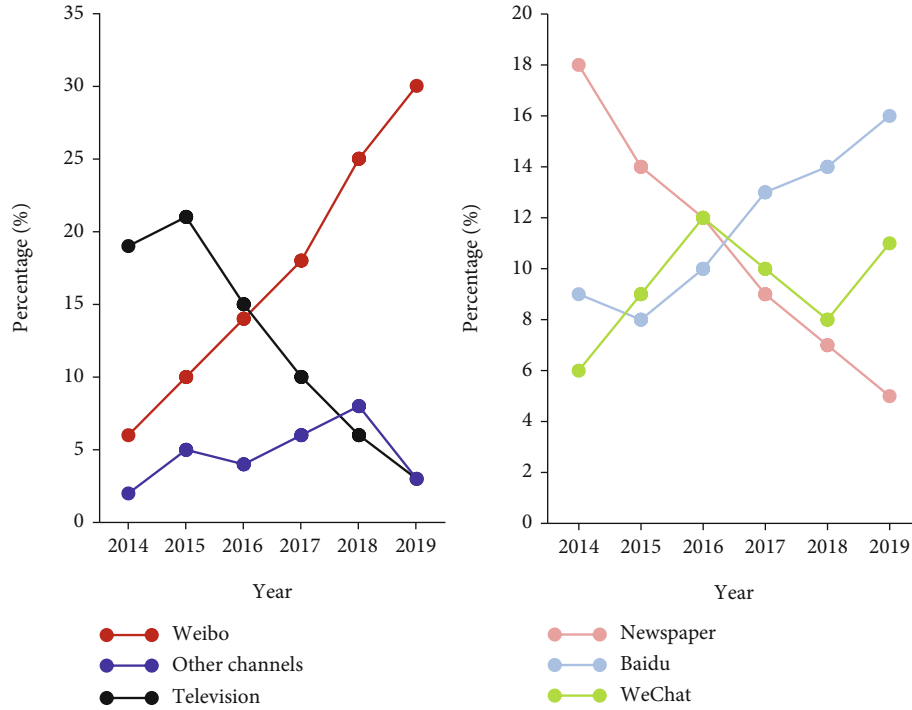 35
30
25
20
15
10
5
0
Percentage (%)
2014 2015 2016 2017 2018 2019
Year
Weibo
Other channels
Television
20
18
16
14
12
10
8
6
4
2
0
Percentage (%)
2014 2015 2016 2017 2018 2019
Year
Newspaper
Baidu
WeChat